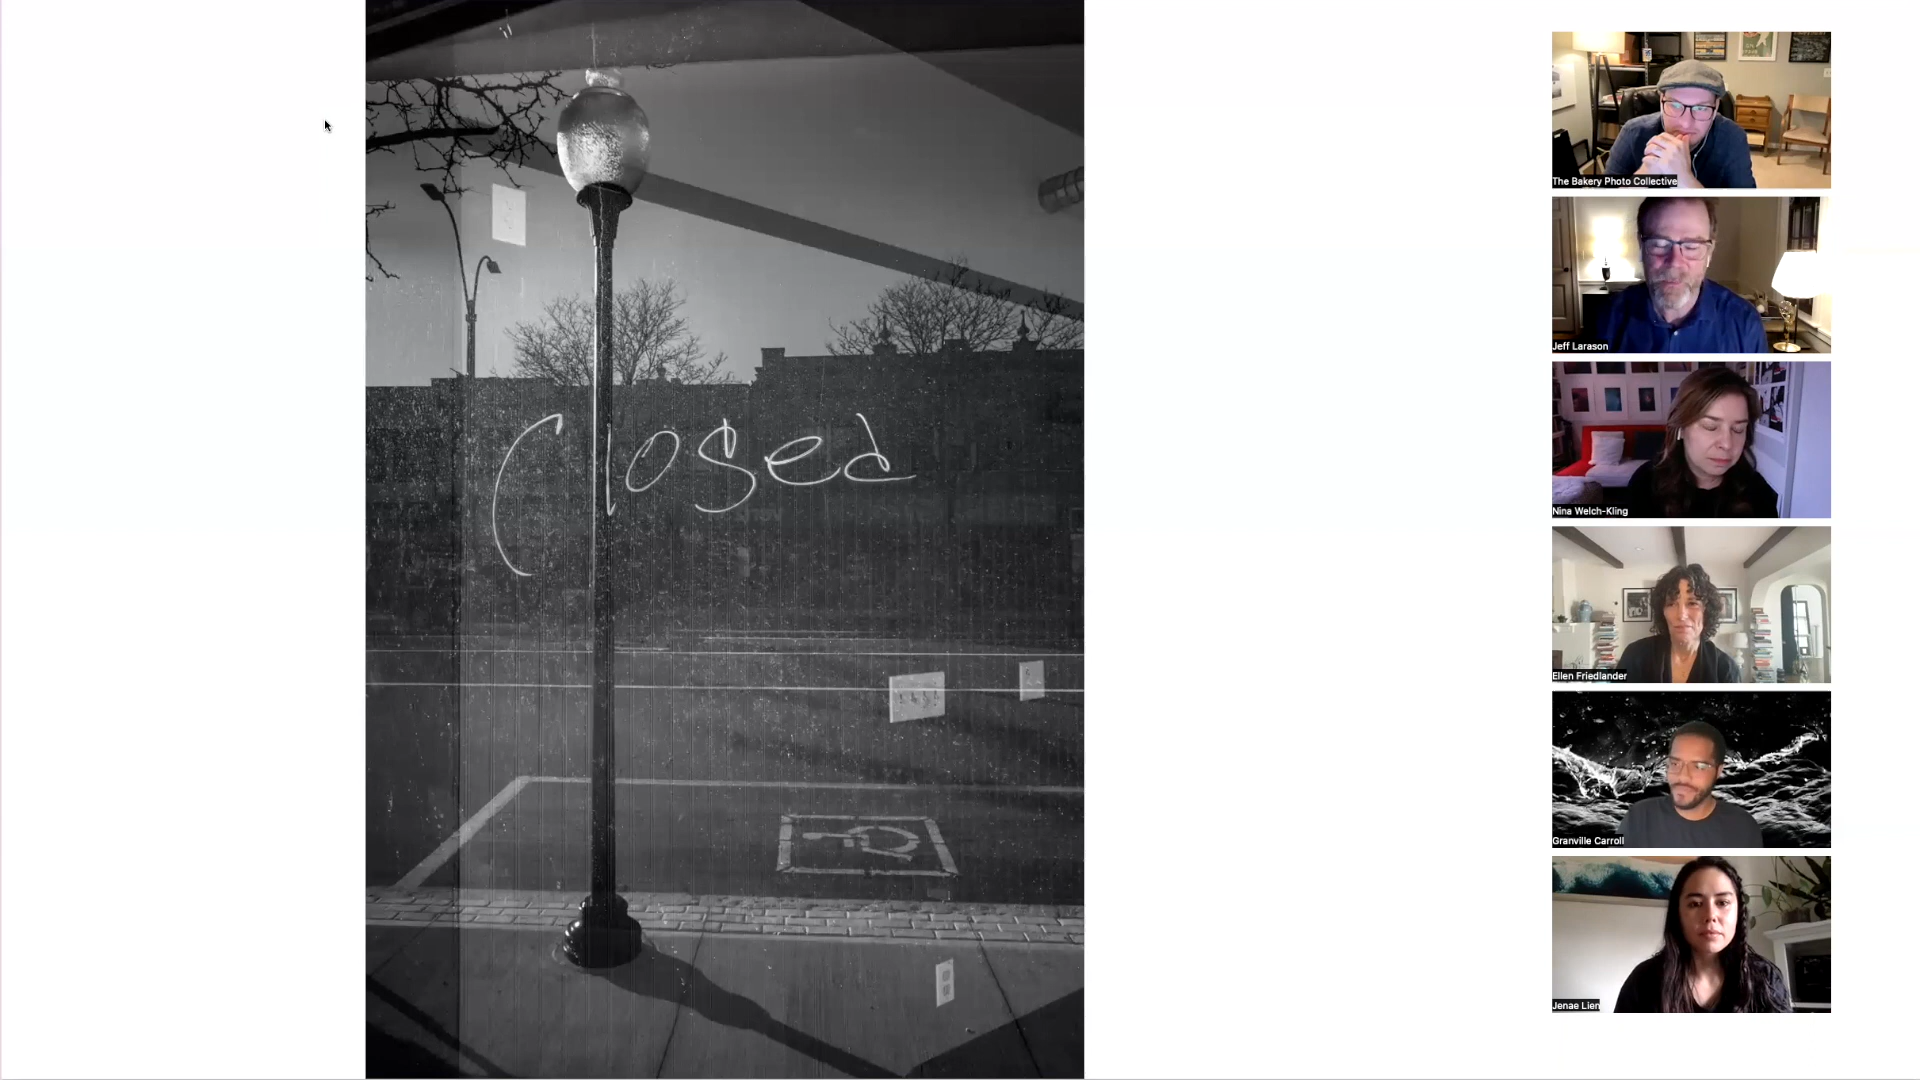 Closed
The Bakery Photo Collective
Jeff Larason
Nina Welch-Kling
Ellen Friedlander
Granville Carroll
Jenae Lien